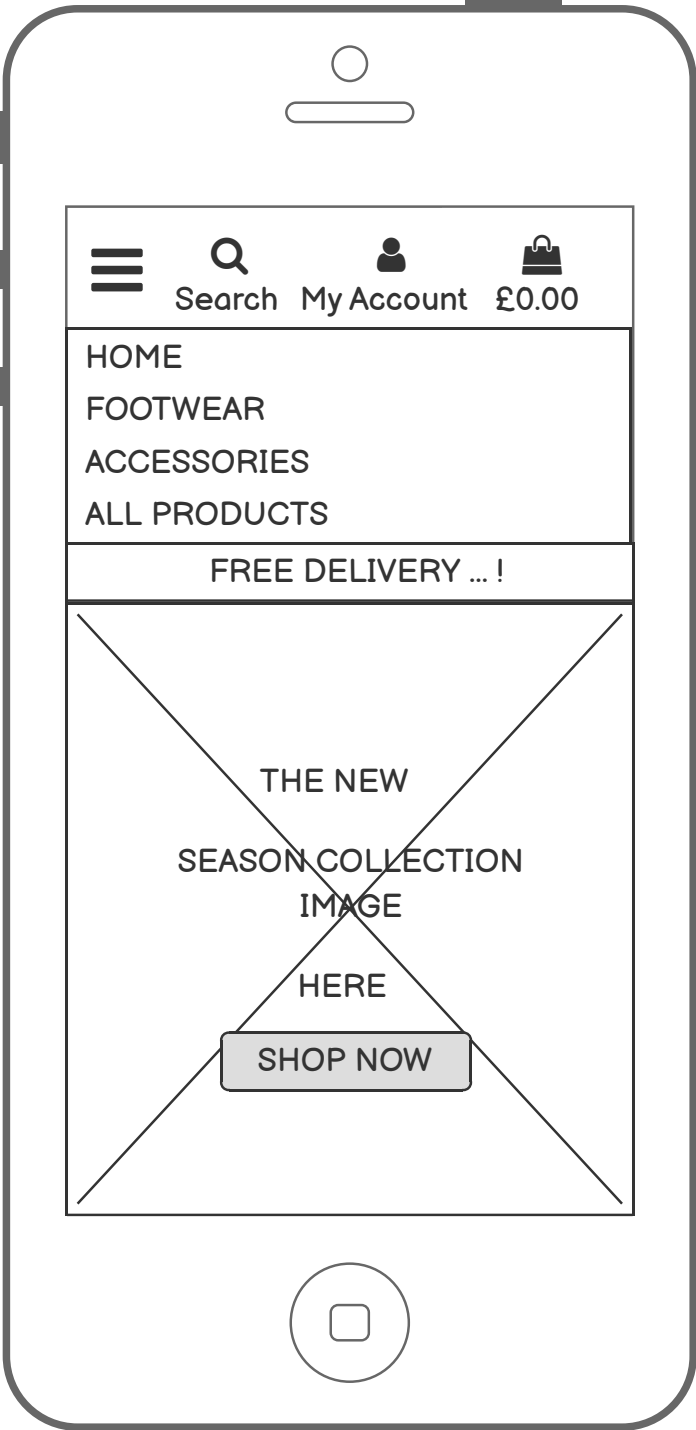 Search My Account £0.00
HOME
FOOTWEAR
ACCESSORIES
ALL PRODUCTS
FREE DELIVERY ... !
THE NEW
SEASON COLLECTION
IMAGE
HERE
SHOP NOW